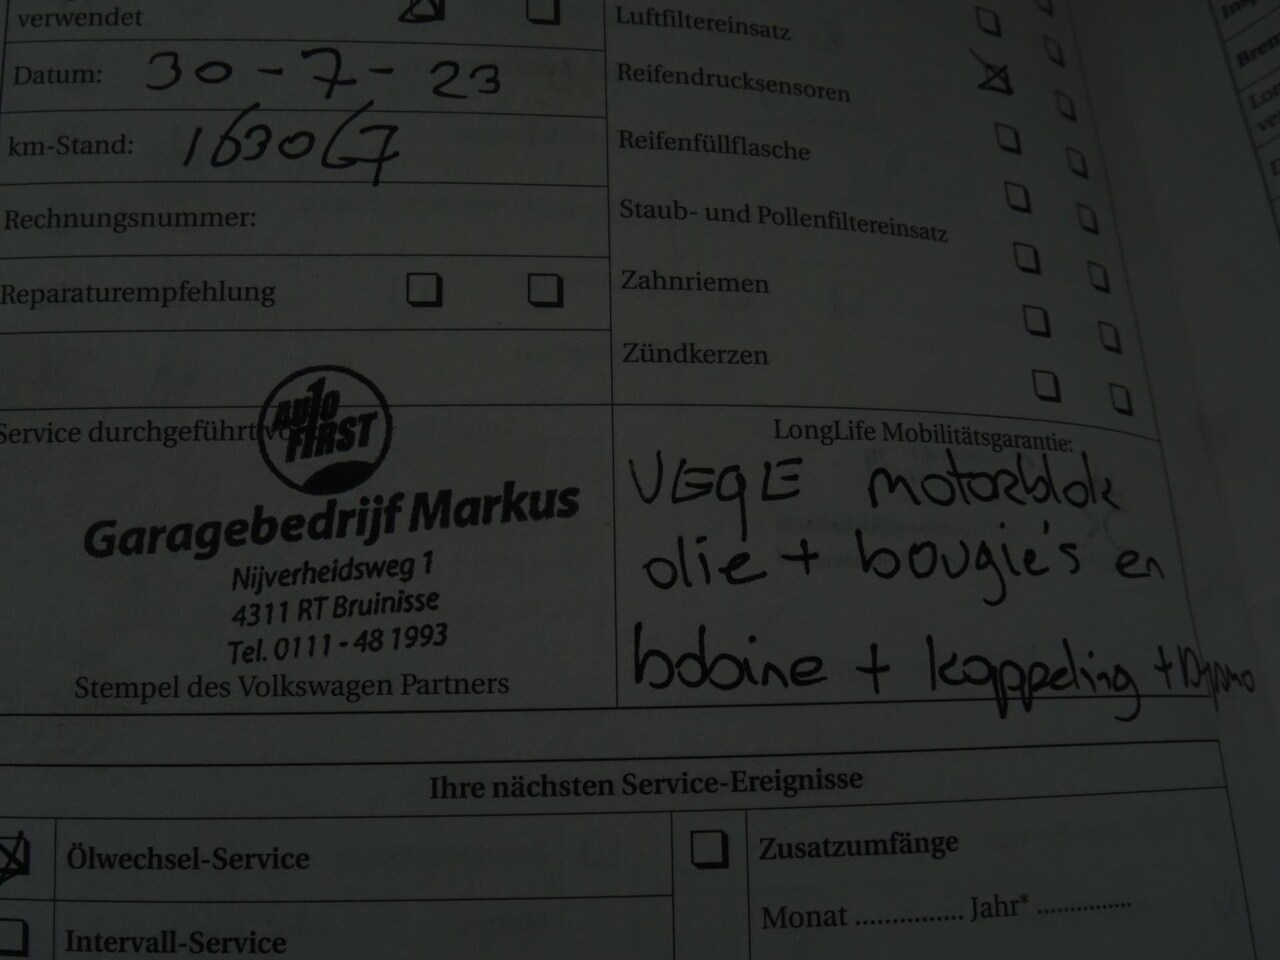 verwendet
Datum: 30-7-23
km-Stand: 163067
Rechnungsnummer:
Reparaturempfehlung
Luftfiltereinsatz
Reifendrucksensoren
Reifenfüllflasche
Staub- und Pollenfiltereinsatz
Zahnriemen
Zündkerzen
Service durchgeführt
AUTO
FIRST
Garagebedrijf Markus
Nijverheidsweg 1
4311 RT Bruinisse
Tel. 0111 - 48 1993
Stempel des Volkswagen Partners
LongLife Mobilitätsgarantie:
VEGE motorblok
olie + bougie's en
bobine + koppeling + Dynamo
Ihre nächsten Service-Ereignisse
Ölwechsel-Service
Intervall-Service
Zusatzumfänge
Monat ............... Jahr* ...............